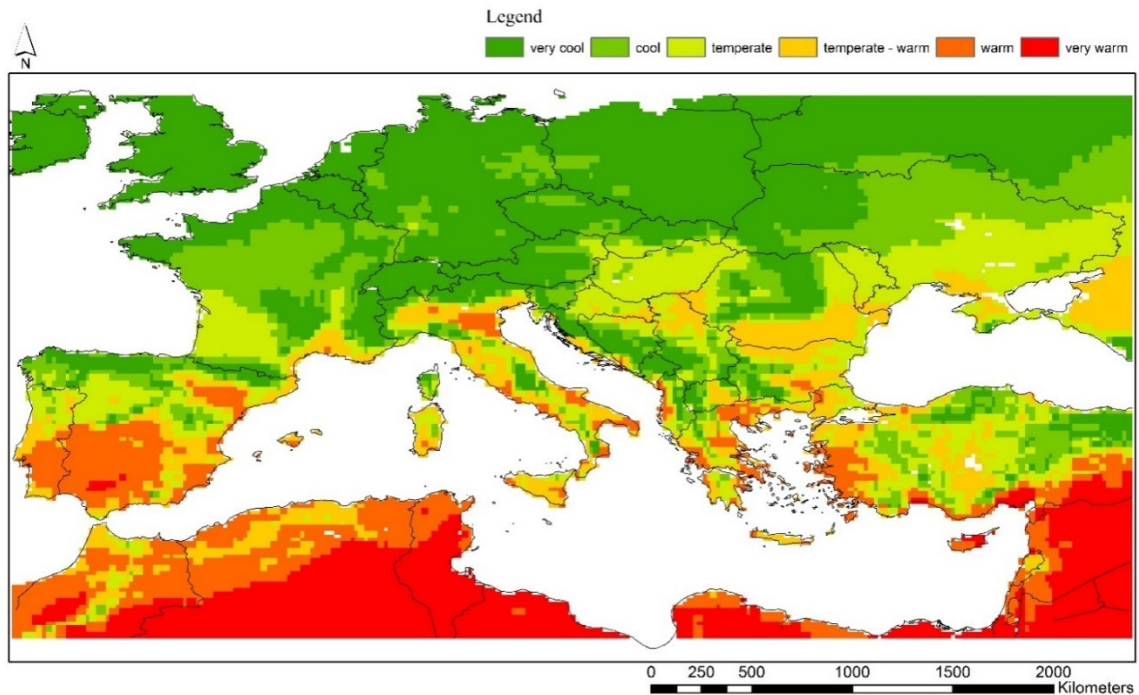 Legend
very cool cool temperate temperate - warm warm very warm
N
0 250 500 1000 1500 2000
Kilometers